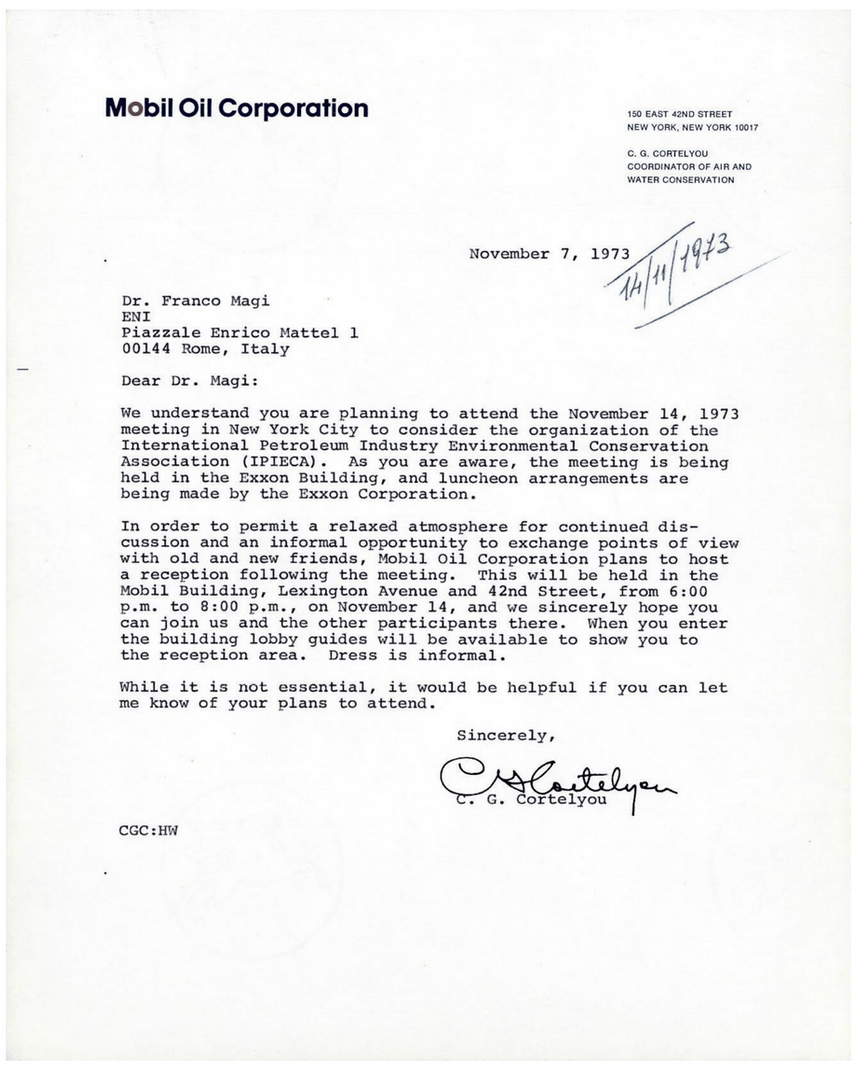 Mobil Oil Corporation
150 EAST 42ND STREET
NEW YORK, NEW YORK 10017
C. G. CORTELYOU
COORDINATOR OF AIR AND
WATER CONSERVATION
November 7, 1973
14/11/1973
Dr. Franco Magi
ENI
Piazzale Enrico Mattel 1
00144 Rome, Italy
Dear Dr. Magi:
We understand you are planning to attend the November 14, 1973
meeting in New York City to consider the organization of the
International Petroleum Industry Environmental Conservation
Association (IPIECA). As you are aware, the meeting is being
held in the Exxon Building, and luncheon arrangements are
being made by the Exxon Corporation.
In order to permit a relaxed atmosphere for continued dis-
cussion and an informal opportunity to exchange points of view
with old and new friends, Mobil Oil Corporation plans to host
a reception following the meeting. This will be held in the
Mobil Building, Lexington Avenue and 42nd Street, from 6:00
p.m. to 8:00 p.m., on November 14, and we sincerely hope you
can join us and the other participants there. When you enter
the building lobby guides will be available to show you to
the reception area. Dress is informal.
While it is not essential, it would be helpful if you can let
me know of your plans to attend.
Sincerely,
CG Cortelyou
C. G. Cortelyou
CGC:HW